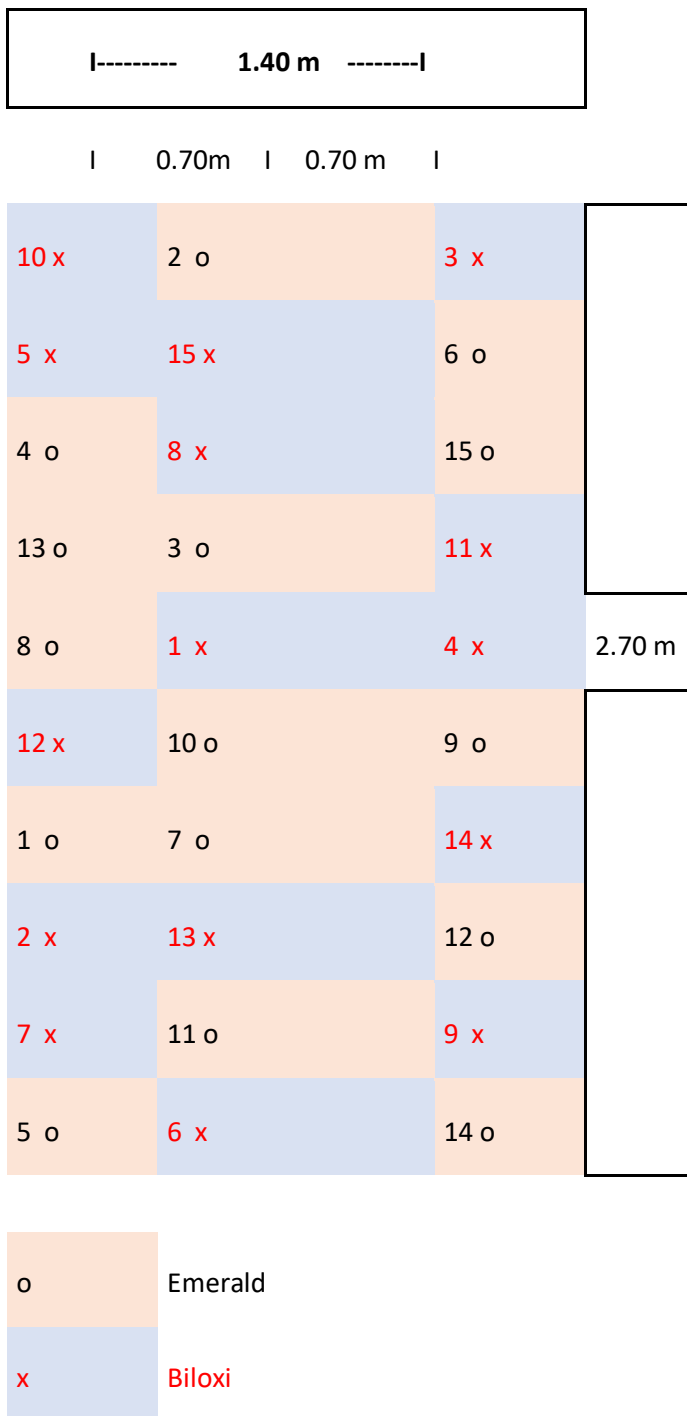 I--------- 1.40 m --------I
I 0.70m I 0.70 m I
10 x 2 o 3 x
5 x 15 x 6 o
4 o 8 x 15 o
13 o 3 o 11 x
8 o 1 x 4 x 2.70 m
12 x 10 o 9 o
1 o 7 o 14 x
2 x 13 x 12 o
7 x 11 o 9 x
5 o 6 x 14 o
o Emerald
x Biloxi